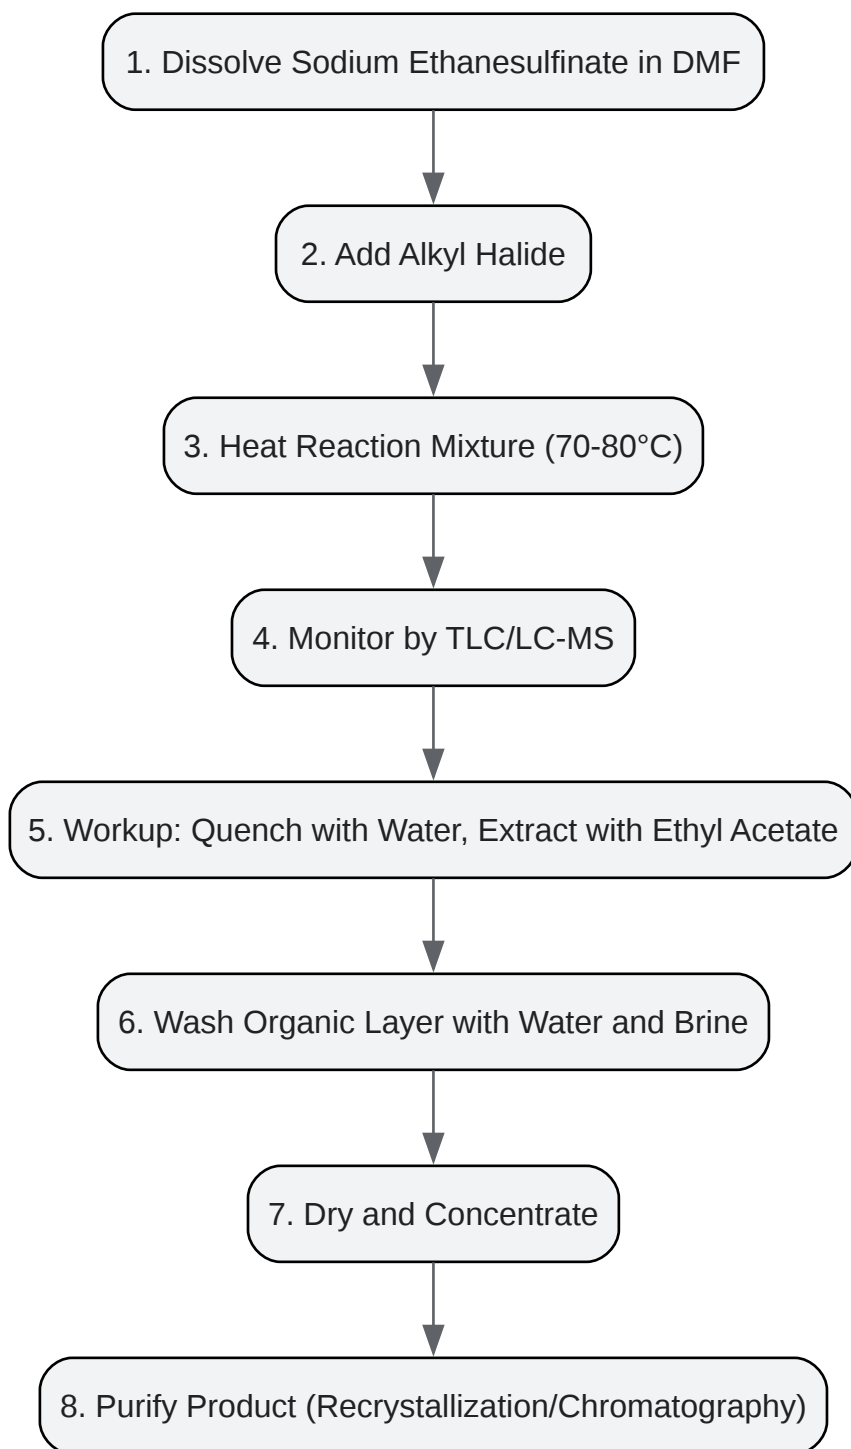 1. Dissolve Sodium Ethanesulfinate in DMF
2. Add Alkyl Halide
3. Heat Reaction Mixture (70-80°C)
4. Monitor by TLC/LC-MS
5. Workup: Quench with Water, Extract with Ethyl Acetate
6. Wash Organic Layer with Water and Brine
7. Dry and Concentrate
8. Purify Product (Recrystallization/Chromatography)